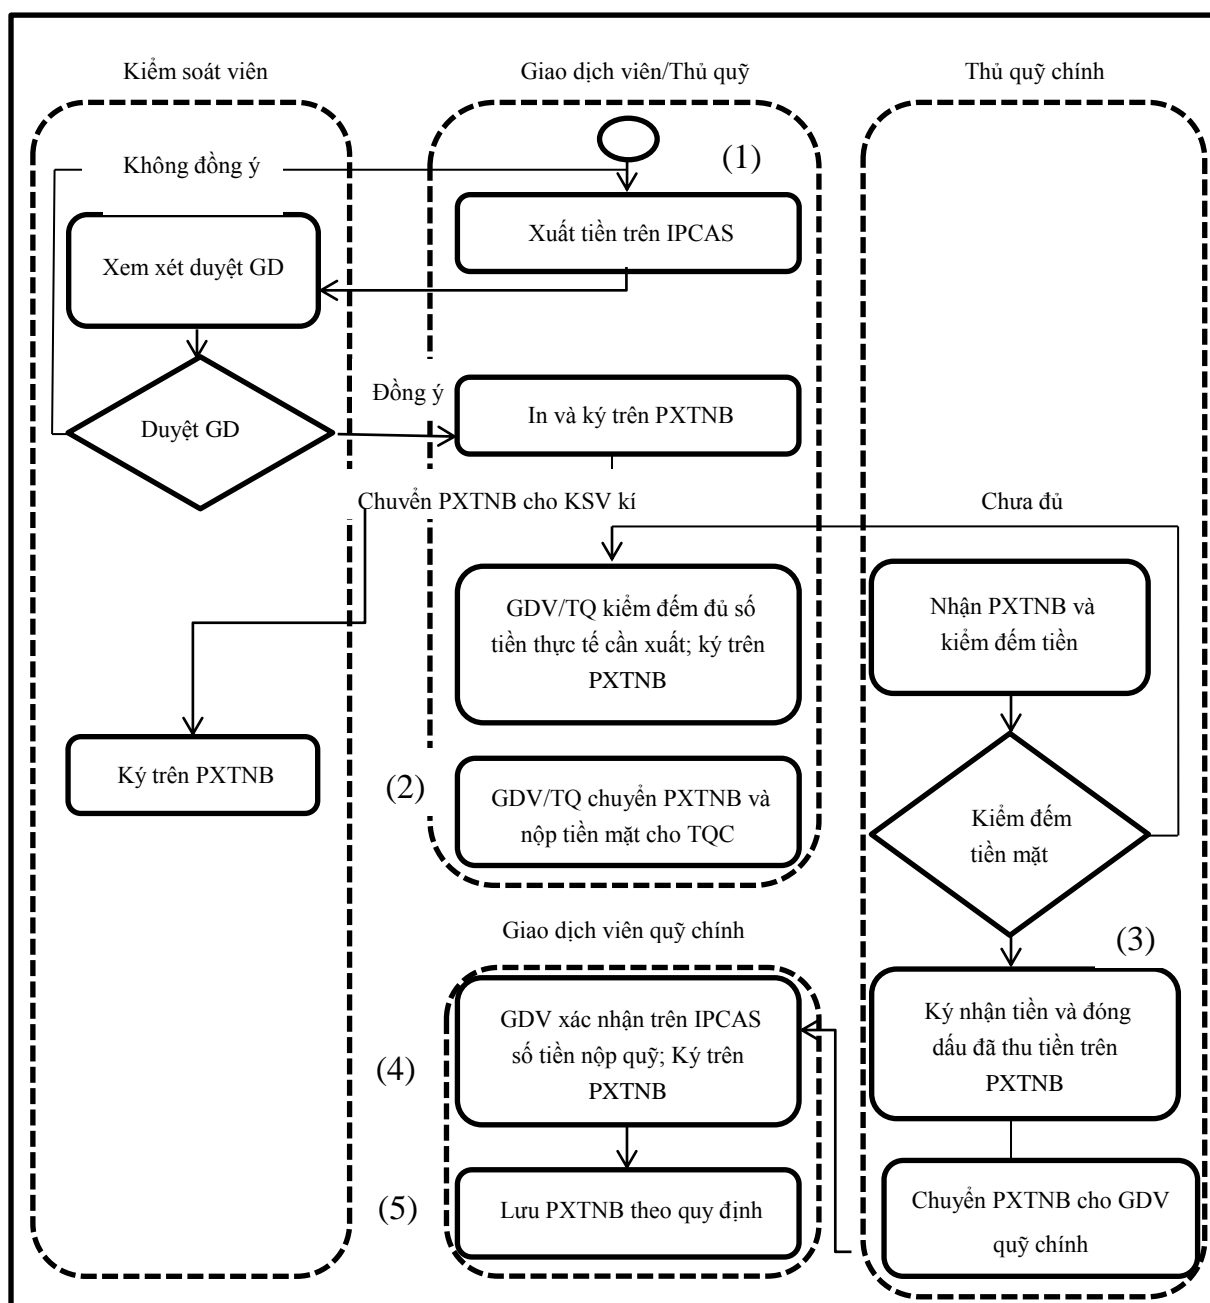 Kiểm soát viên
Giao dịch viên/Thủ quỹ
Thủ quỹ chính
Không đồng ý
(1)
Xuất tiền trên IPCAS
Xem xét duyệt GD
Đồng ý
In và ký trên PXTNB
Duyệt GD
Chuyển PXTNB cho KSV kí
Chưa đủ
GDV/TQ kiểm đếm đủ số
tiền thực tế cần xuất; ký trên
PXTNB
Nhận PXTNB và
kiểm đếm tiền
Ký trên PXTNB
(2)
GDV/TQ chuyển PXTNB và
nộp tiền mặt cho TQC
Kiểm đếm
tiền mặt
Giao dịch viên quỹ chính
(3)
GDV xác nhận trên IPCAS
số tiền nộp quỹ; Ký trên
PXTNB
Ký nhận tiền và đóng
dấu đã thu tiền trên
PXTNB
(4)
(5)
Lưu PXTNB theo quy định
Chuyển PXTNB cho GDV
quỹ chính